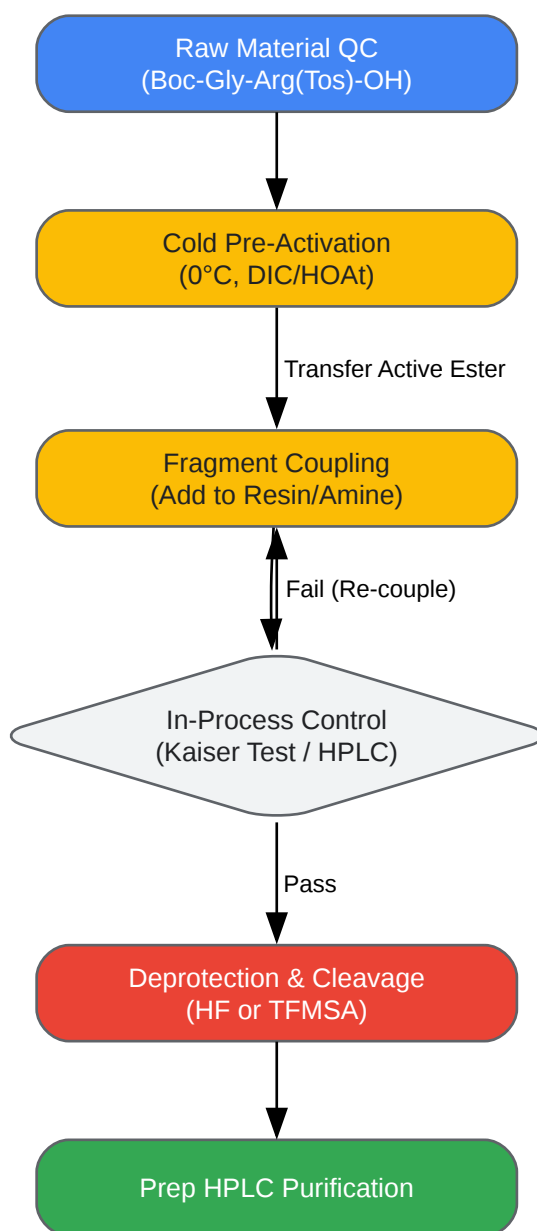 Raw Material QC
(Boc-Gly-Arg(Tos)-OH)
Cold Pre-Activation
(0°C, DIC/HOAt)
Transfer Active Ester
Fragment Coupling
(Add to Resin/Amine)
Fail (Re-couple)
In-Process Control
(Kaiser Test / HPLC)
Pass
Deprotection & Cleavage
(HF or TFMSA)
Prep HPLC Purification